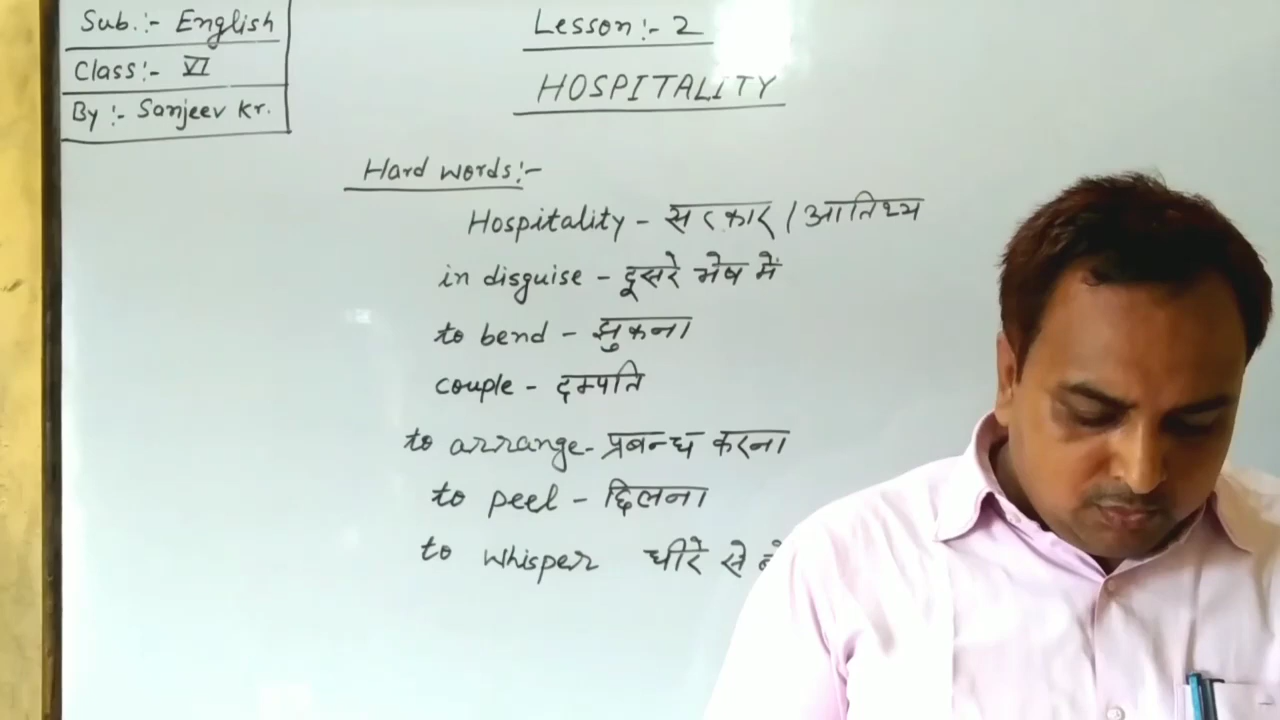 Sub.:- English
Class:- VI
By:- Sanjeev Kr.
Lesson:- 2
HOSPITALITY
Hard words:-
Hospitality - सत्कार / आतिथ्य
in disguise - दूसरे भेष में
to bend - झुकना
couple - दम्पति
to arrange - प्रबन्ध करना
to peel - छिलना
to whisper धीरे से